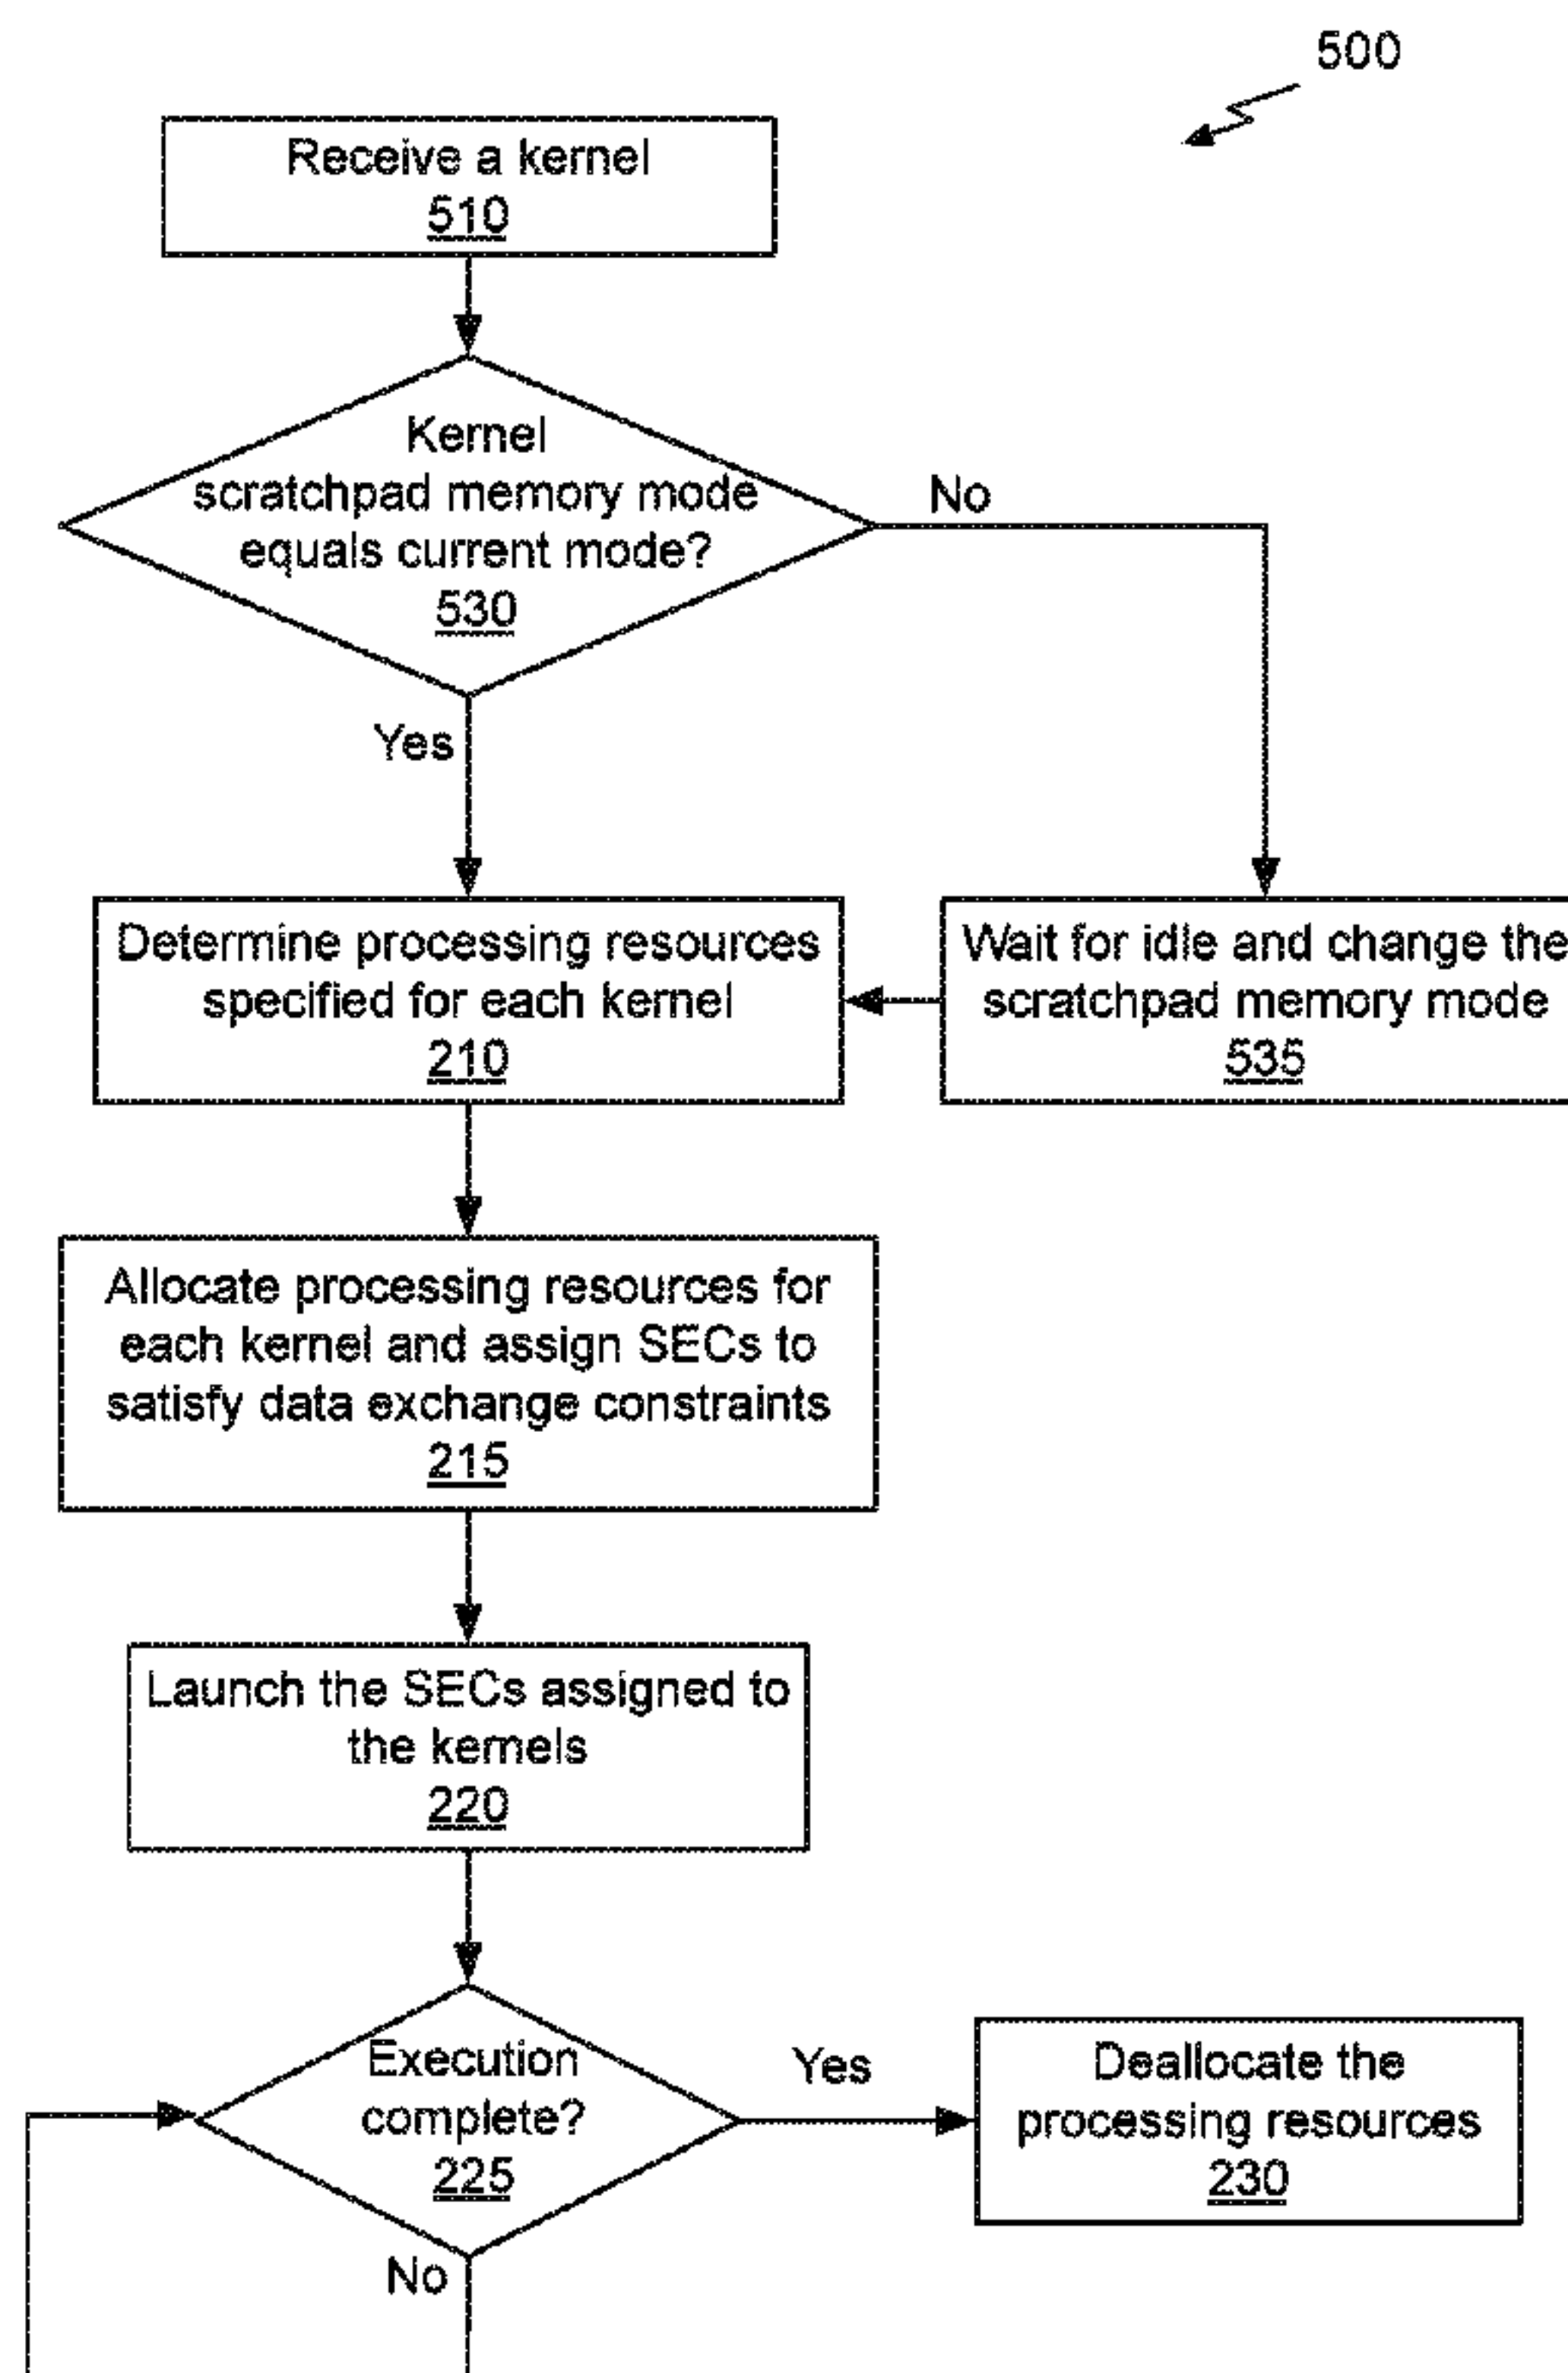 500
Receive a kernel
510
Kernel
scratchpad memory mode
equals current mode?
530
No
Yes
Determine processing resources
specified for each kernel
210
Wait for idle and change the
scratchpad memory mode
535
Allocate processing resources for
each kernel and assign SECs to
satisfy data exchange constraints
215
Launch the SECs assigned to
the kernels
220
Execution
complete?
225
Yes
Deallocate the
processing resources
230
No